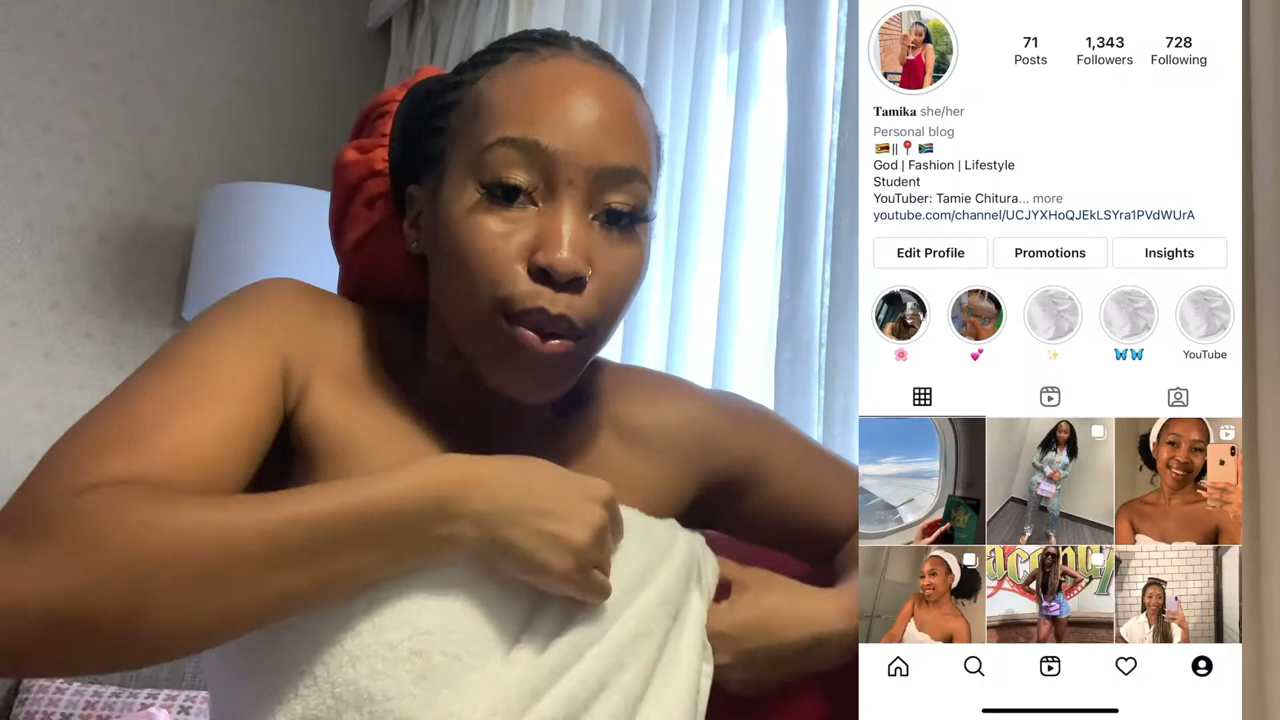 71
1,343
728
Posts
Followers
Following
Tamika she/her
Personal blog
🇿🇼||📍🇿🇦
God | Fashion | Lifestyle
Student
YouTuber: Tamie Chitura... more
youtube.com/channel/UCJYXHoQJEkLSYra1PVdWUrA
Edit Profile
Promotions
Insights
🌸
💕
✨
🦋🦋
YouTube